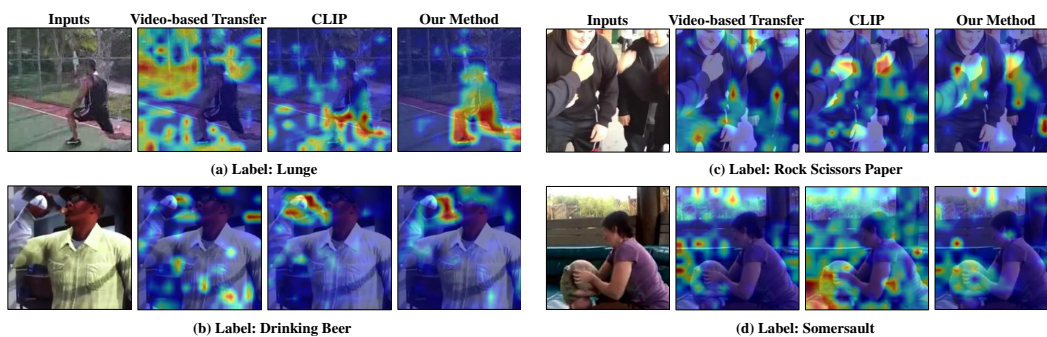 Inputs Video-based Transfer CLIP Our Method
(a) Label: Lunge
(b) Label: Drinking Beer
Inputs Video-based Transfer CLIP Our Method
(c) Label: Rock Scissors Paper
(d) Label: Somersault